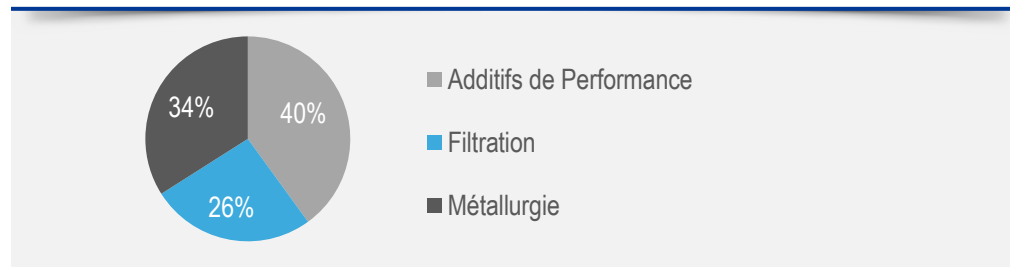 34%
40%
26%
Additifs de Performance
Filtration
Métallurgie